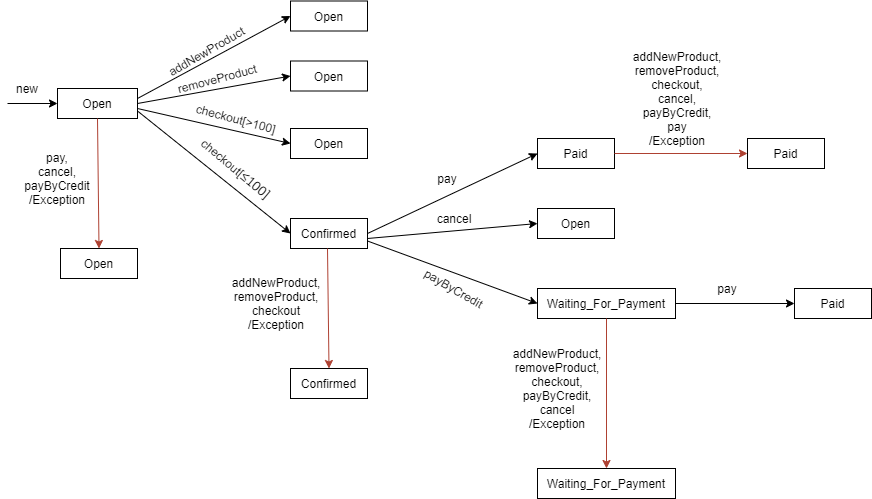 Open
addNewProduct
removeProduct
Open
new
Open
checkout[>100]
Open
checkout[≤100]
pay,
cancel,
payByCredit
/Exception
Open
Confirmed
pay
Paid
addNewProduct,
removeProduct,
checkout,
cancel,
payByCredit,
pay
/Exception
Paid
cancel
Open
payByCredit
addNewProduct,
removeProduct,
checkout
/Exception
Confirmed
Waiting_For_Payment
pay
Paid
addNewProduct,
removeProduct,
checkout,
payByCredit,
cancel
/Exception
Waiting_For_Payment